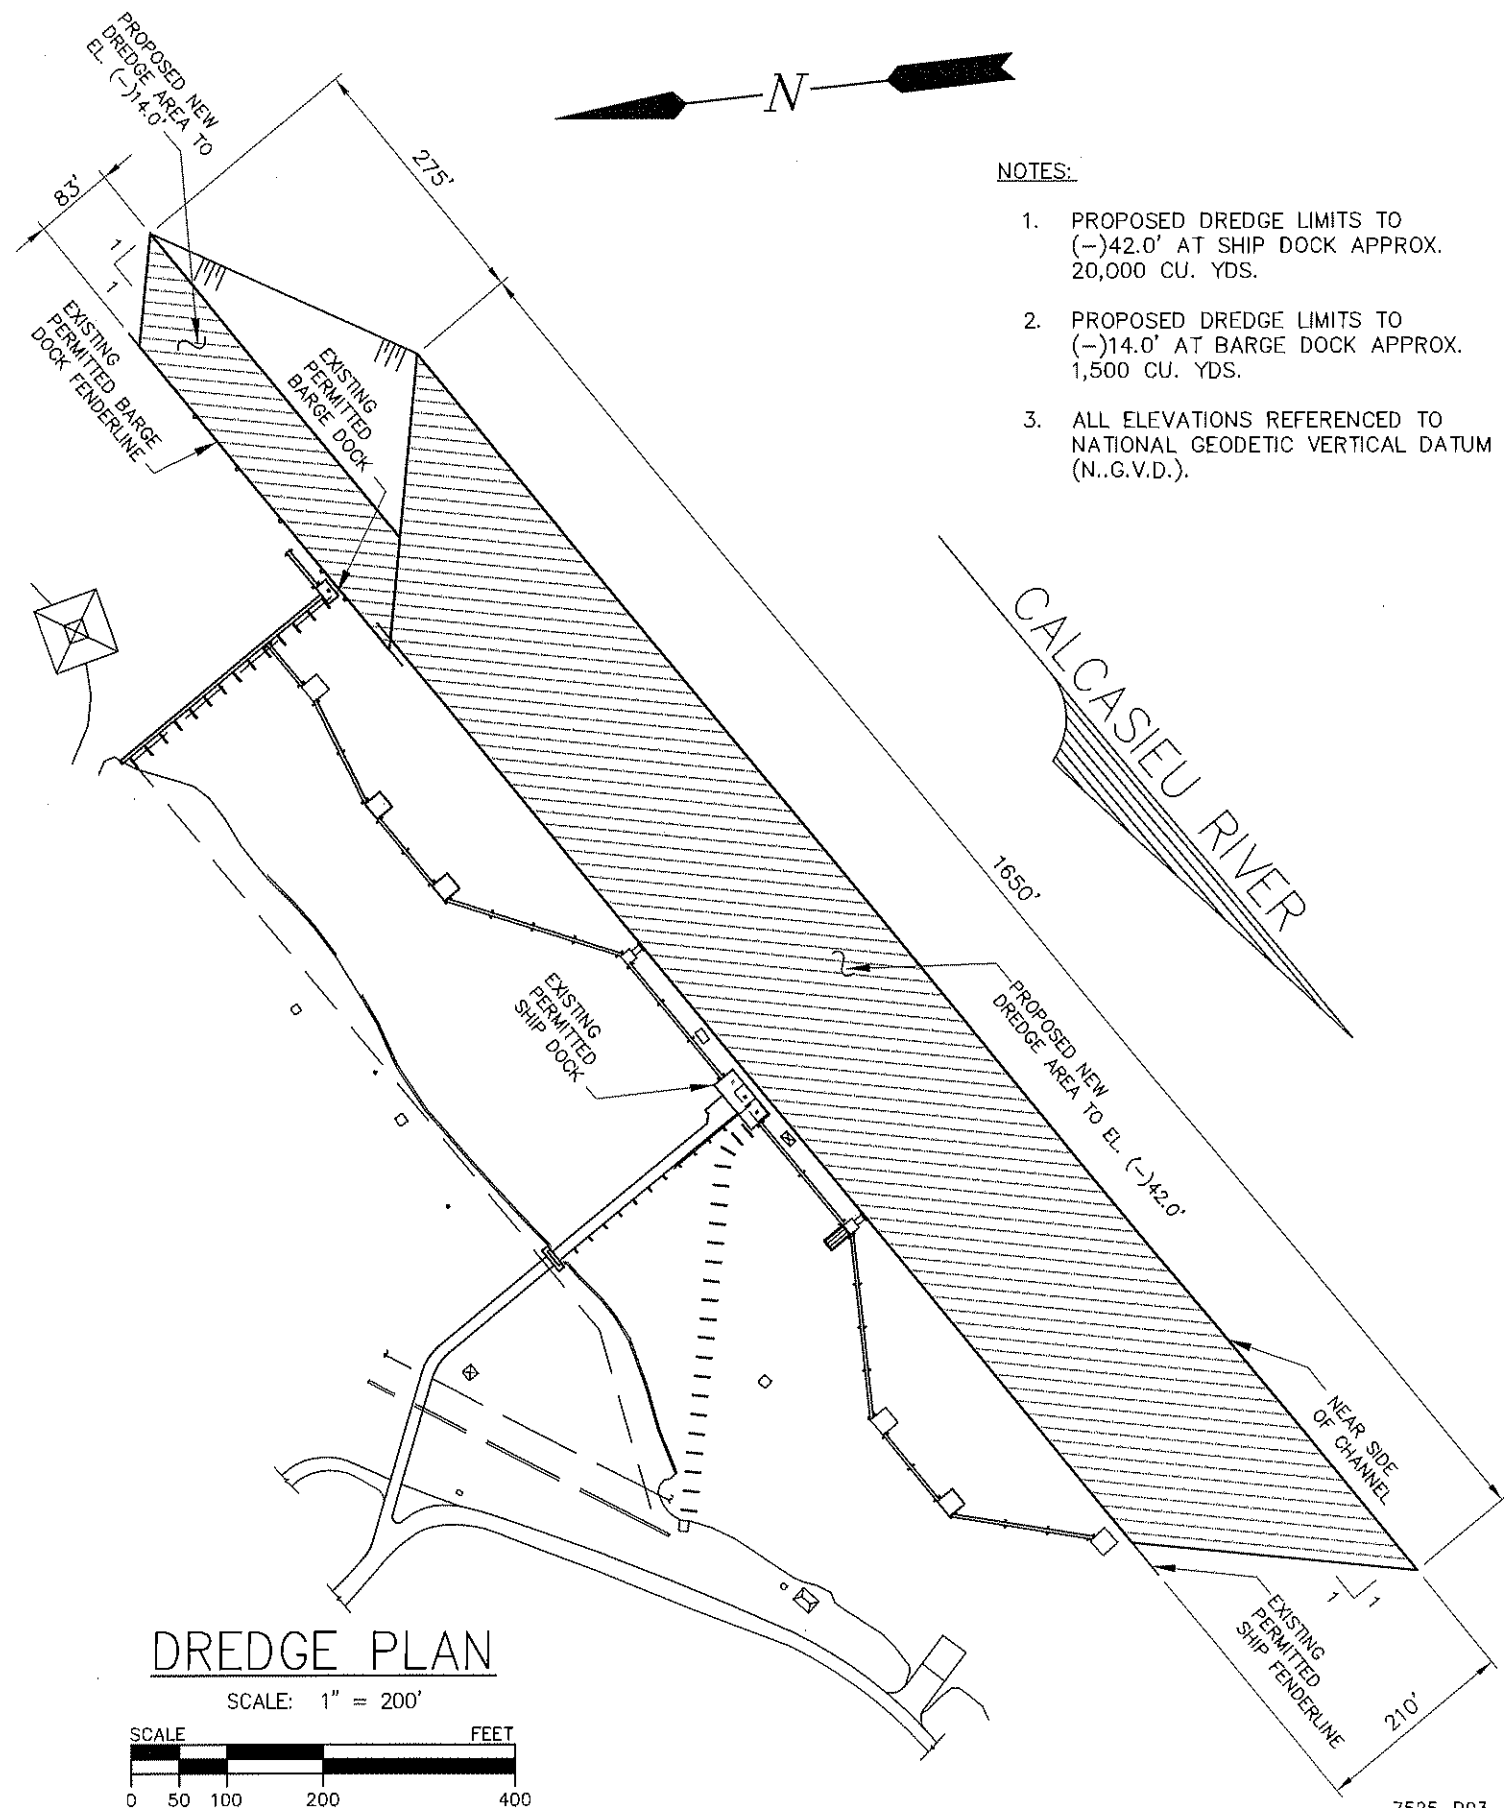 PROPOSED NEW
DREDGE AREA TO
EL. (-)14.0'
83'
275'
N
NOTES:
1. PROPOSED DREDGE LIMITS TO
(-)42.0' AT SHIP DOCK APPROX.
20,000 CU. YDS.
2. PROPOSED DREDGE LIMITS TO
(-)14.0' AT BARGE DOCK APPROX.
1,500 CU. YDS.
3. ALL ELEVATIONS REFERENCED TO
NATIONAL GEODETIC VERTICAL DATUM
(N..G.V.D.).
1
1
EXISTING
PERMITTED BARGE
DOCK FENDERLINE
EXISTING
PERMITTED
BARGE DOCK
CALCASIEU RIVER
1650'
EXISTING
PERMITTED
SHIP DOCK
PROPOSED NEW
DREDGE AREA TO EL. (-)42.0'
NEAR SIDE
OF CHANNEL
1
1
EXISTING
PERMITTED
SHIP FENDERLINE
210'
DREDGE PLAN
SCALE: 1" = 200'
SCALE FEET
0 50 100 200 400